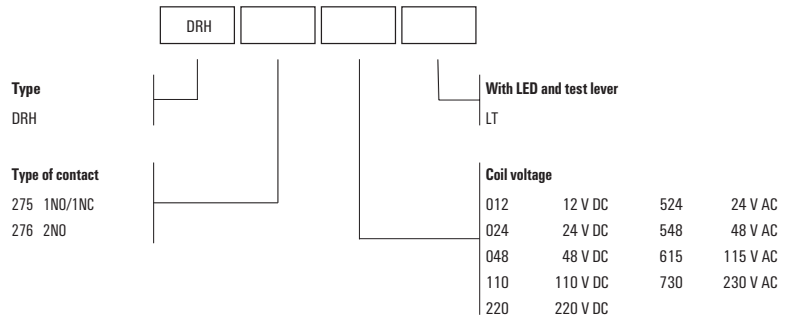 DRH
Type
DRH
With LED and test lever
LT
Type of contact
275 1NO/1NC
276 2NO
Coil voltage
012 12 V DC 524 24 V AC
024 24 V DC 548 48 V AC
048 48 V DC 615 115 V AC
110 110 V DC 730 230 V AC
220 220 V DC